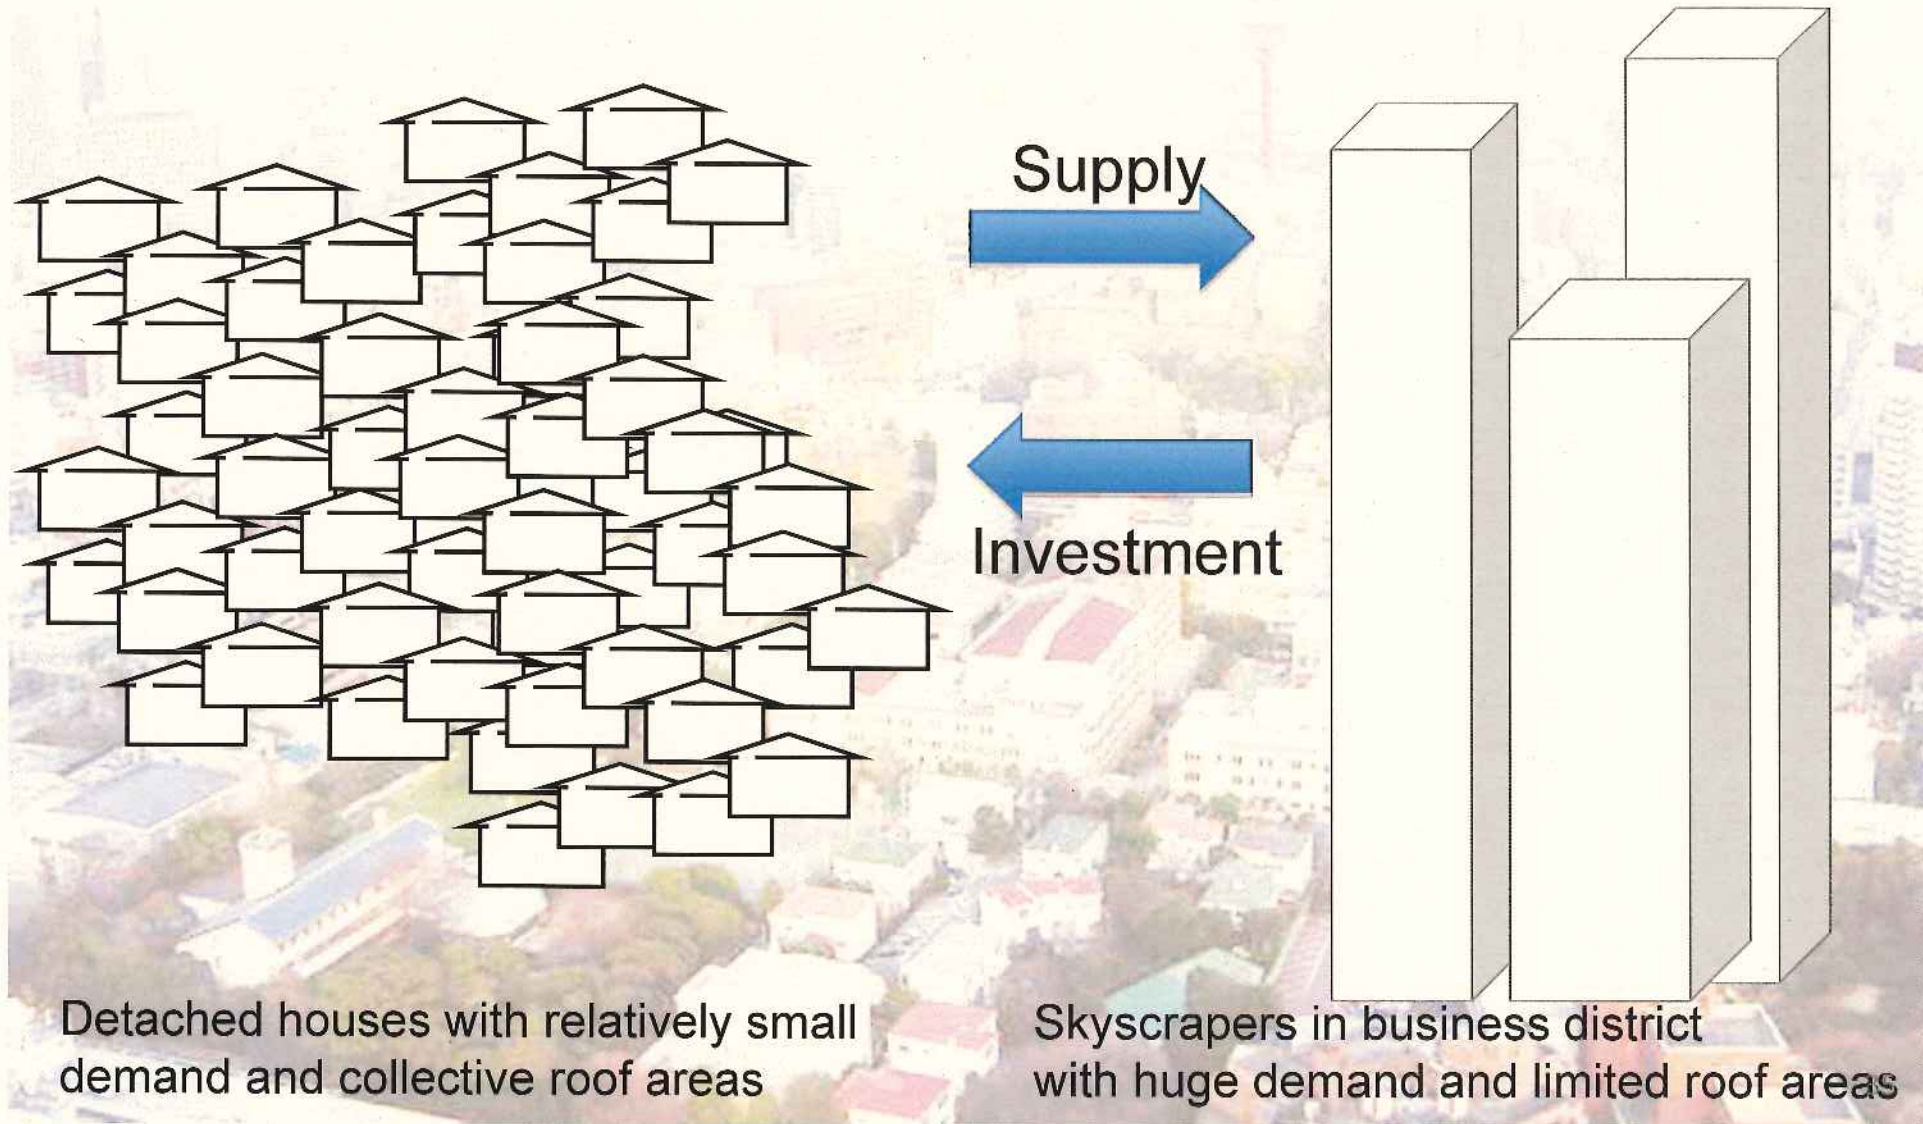 Supply
Investment
Detached houses with relatively small
demand and collective roof areas
Skyscrapers in business district
with huge demand and limited roof areas